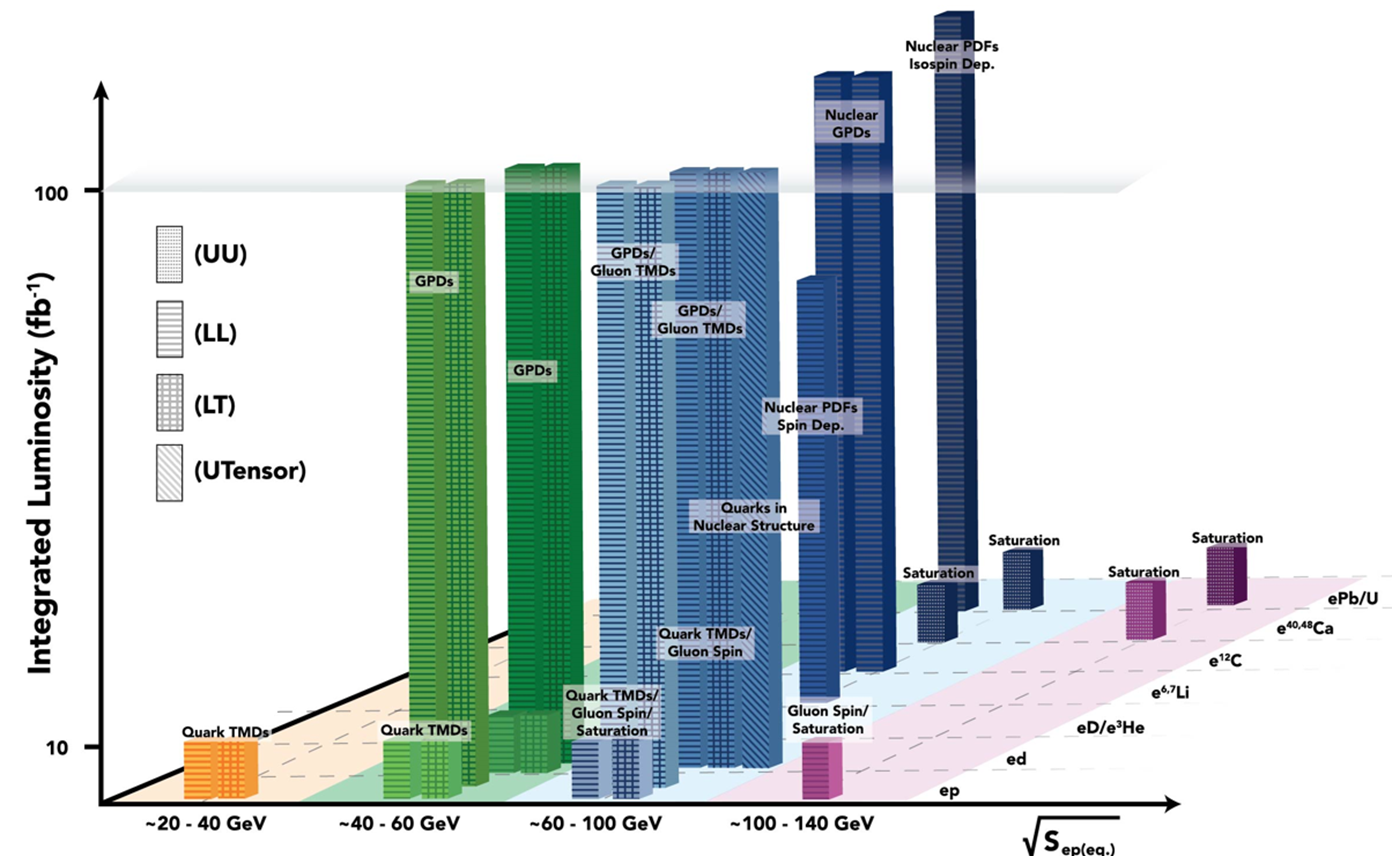 Nuclear PDFs
Isospin Dep.
Nuclear
GPDs
100
Integrated Luminosity (fb⁻¹)
(UU)
(LL)
(LT)
(UTensor)
GPDs
GPDs/
Gluon TMDs
GPDs/
Gluon TMDs
GPDs
Nuclear PDFs
Spin Dep.
Quarks in
Nuclear Structure
Saturation
Saturation
Saturation
Saturation
Quark TMDs/
Gluon Spin
Quark TMDs/
Gluon Spin/
Saturation
Gluon Spin/
Saturation
Quark TMDs
Quark TMDs
10
ePb/U
e⁴⁰,⁴⁸Ca
e¹²C
e⁶,⁷Li
eD/e³He
ed
ep
~20 - 40 GeV
~40 - 60 GeV
~60 - 100 GeV
~100 - 140 GeV
√S ep(eq.)